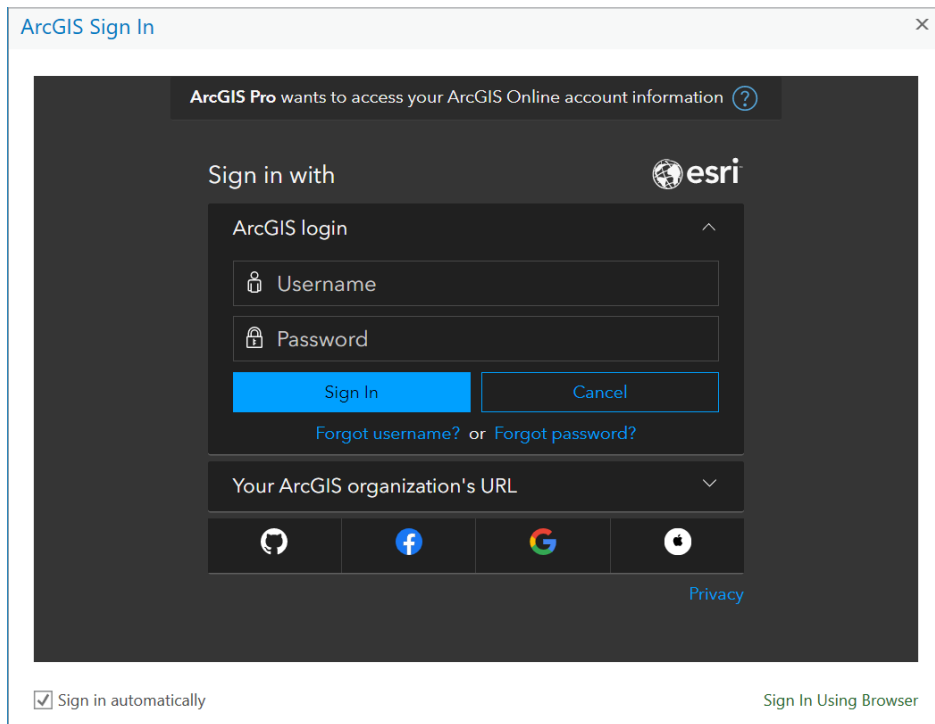 ArcGIS Sign In
ArcGIS Pro wants to access your ArcGIS Online account information ?
Sign in with
esri
ArcGIS login
Username
Password
Sign In
Cancel
Forgot username? or Forgot password?
Your ArcGIS organization's URL
Privacy
Sign in automatically
Sign In Using Browser